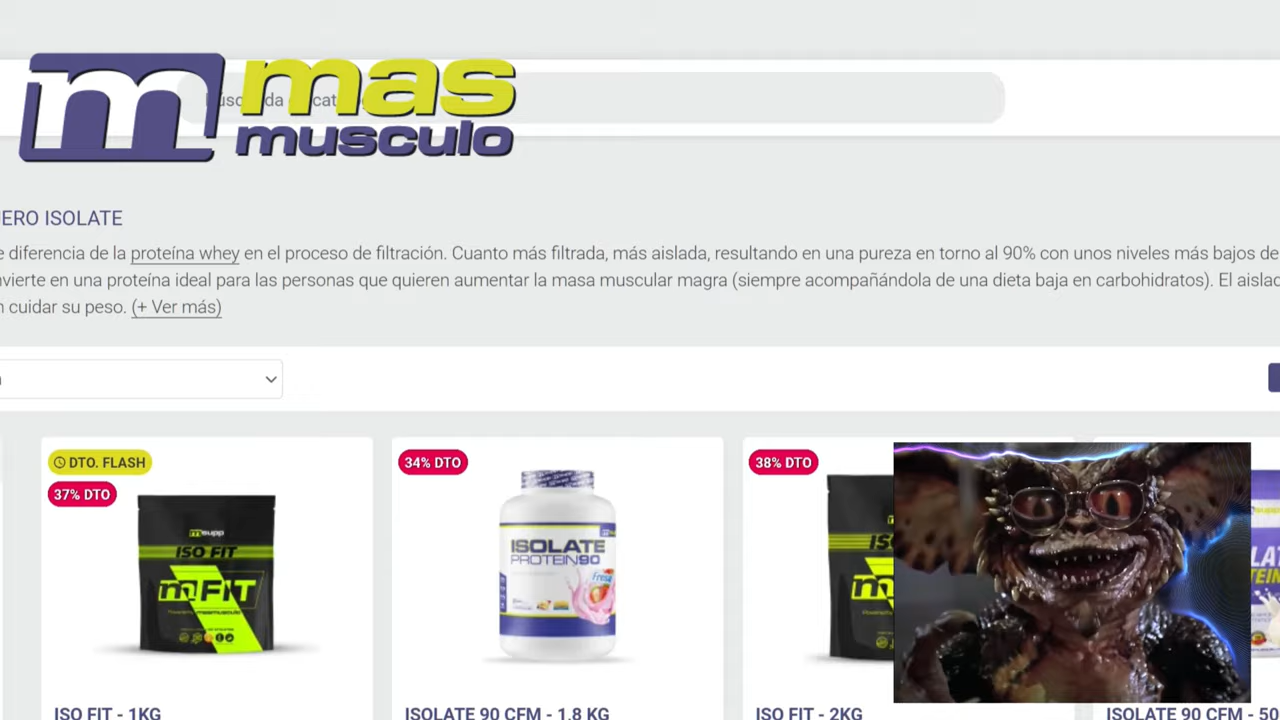 mas
musculo
ERO ISOLATE
diferencia de la proteína whey en el proceso de filtración. Cuanto más filtrada, más aislada, resultando en una pureza en torno al 90% con unos niveles más bajos de
vierte en una proteína ideal para las personas que quieren aumentar la masa muscular magra (siempre acompañándola de una dieta baja en carbohidratos). El aislad
cuidar su peso. (+ Ver más)
DTO. FLASH
37% DTO
34% DTO
38% DTO
msupp
ISO FIT
mFIT
ISOLATE
PROTEIN90
Fresa
ISO FIT - 1KG
ISOLATE 90 CFM - 1,8 KG
ISO FIT - 2KG
ISOLATE 90 CFM - 50